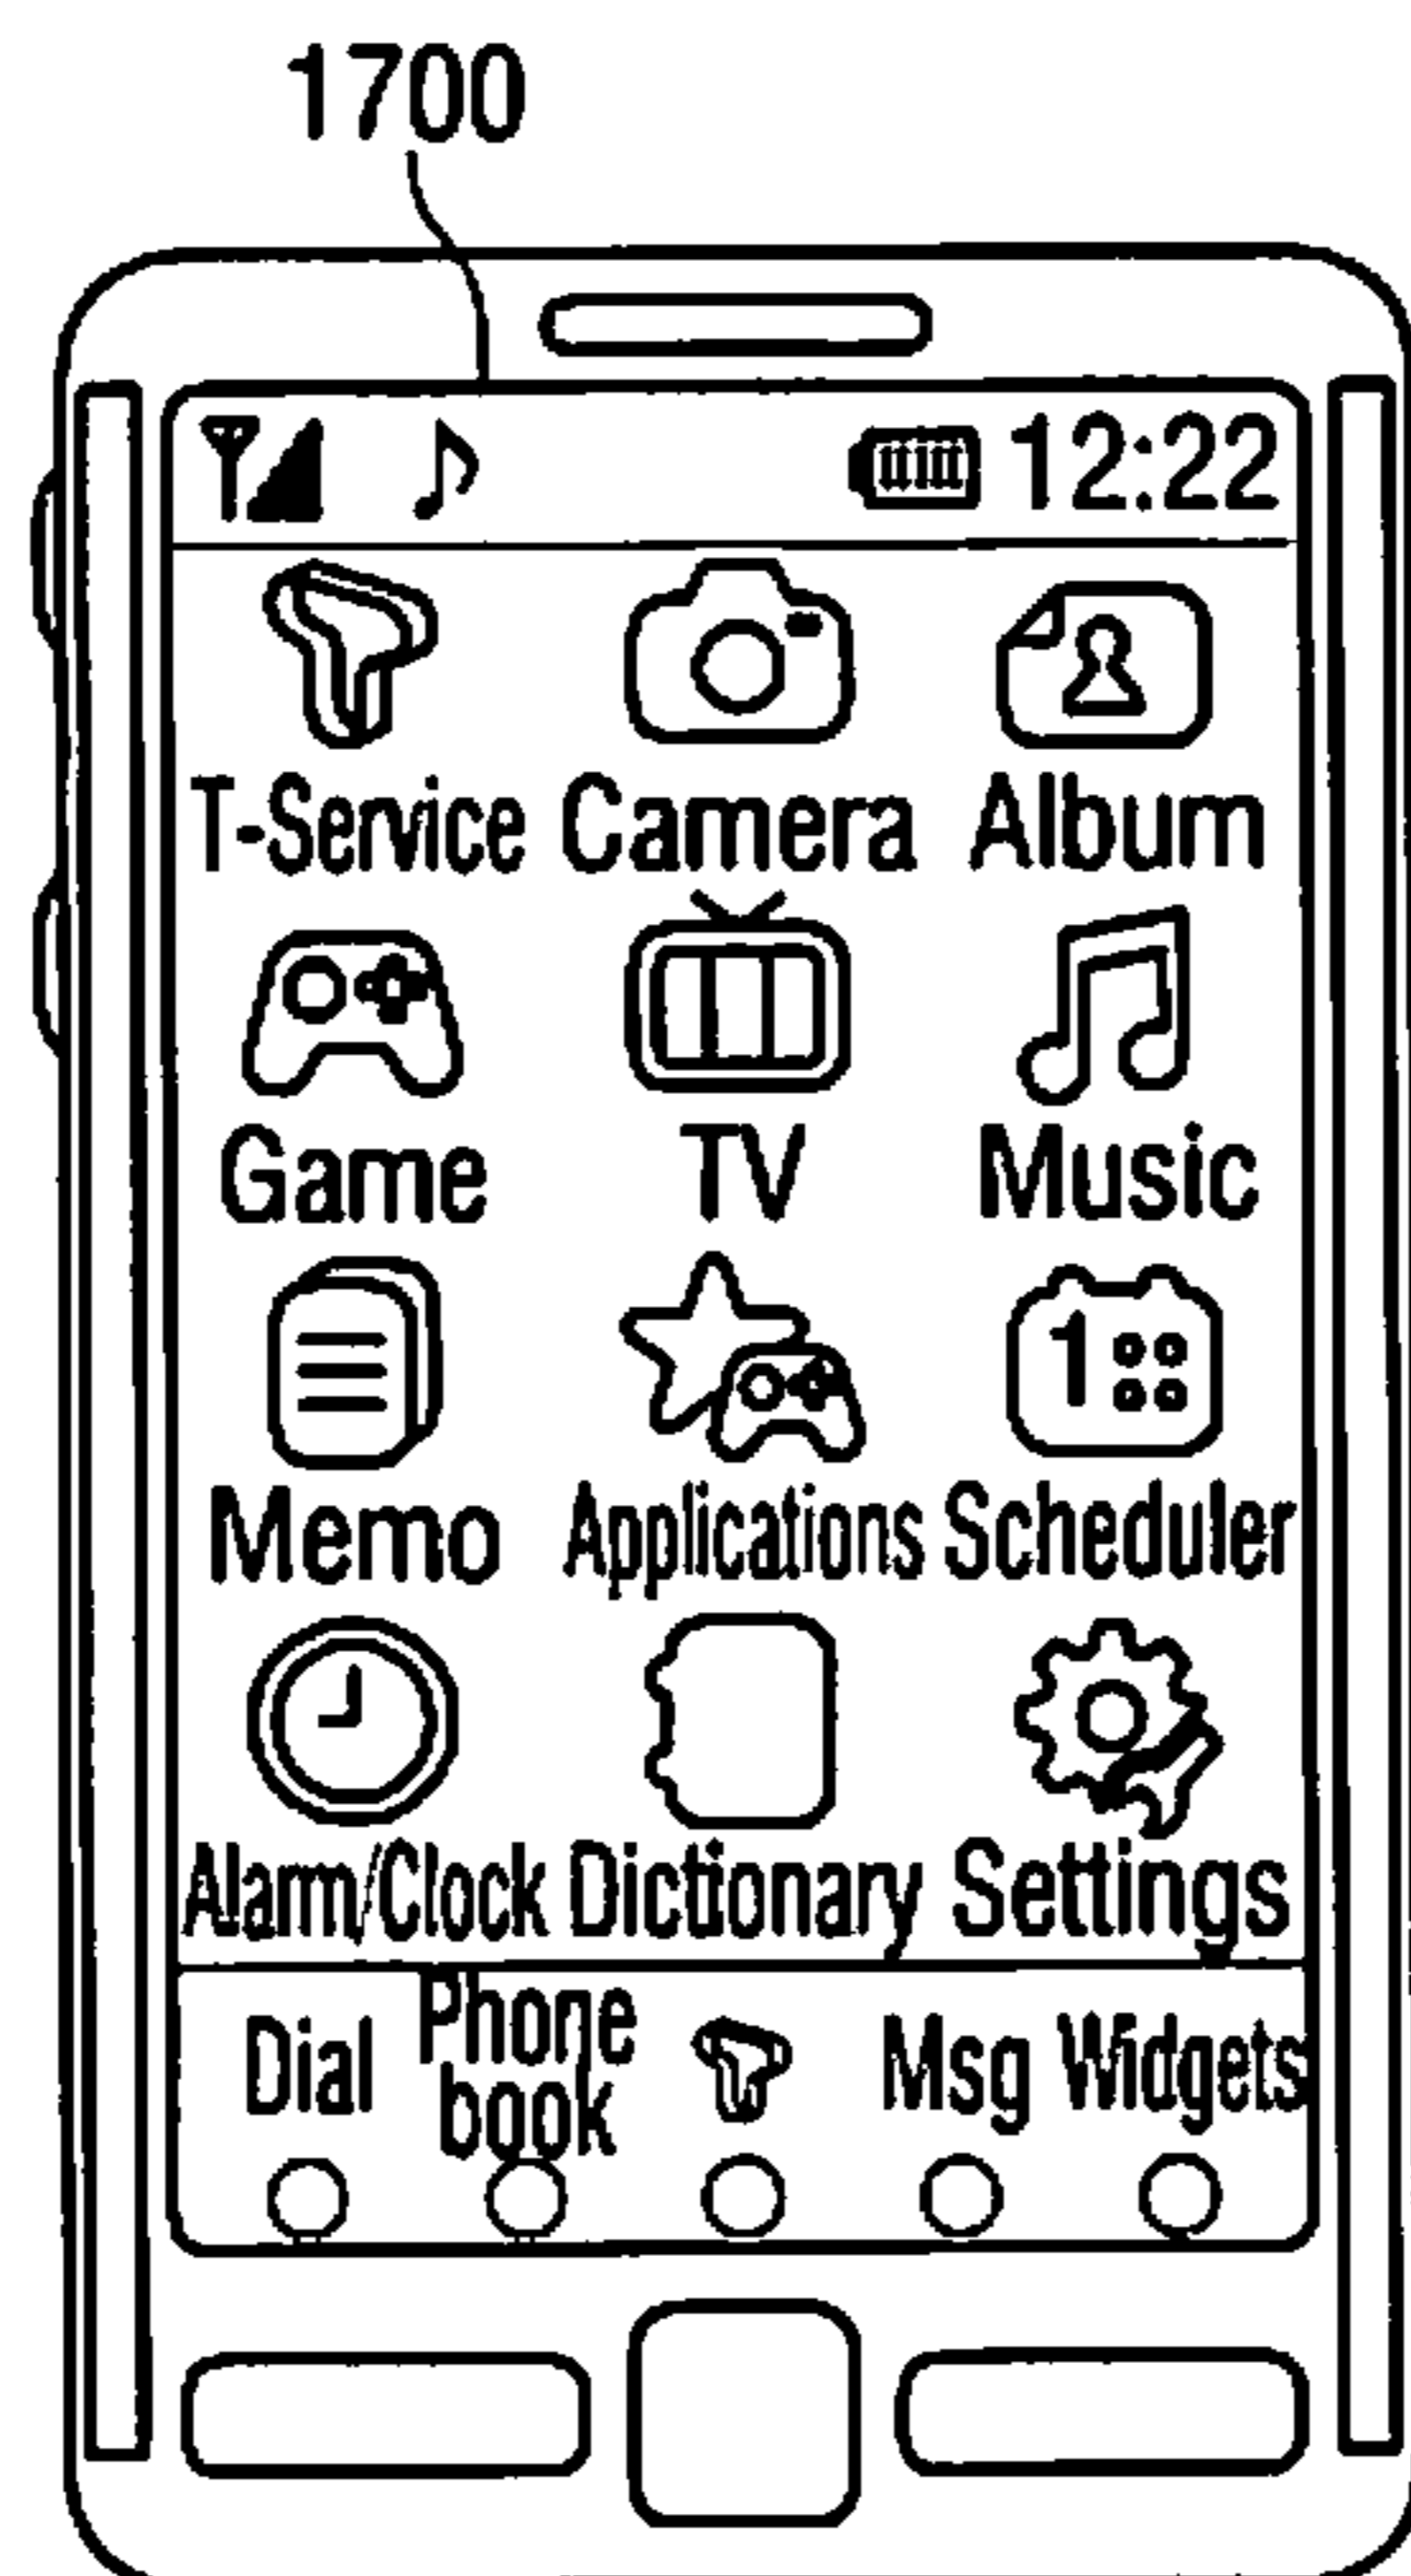 1700
12:22
T-Service Camera Album
Game TV Music
Memo Applications Scheduler
1
Alarm/Clock Dictionary Settings
Dial Phone book Msg Widgets